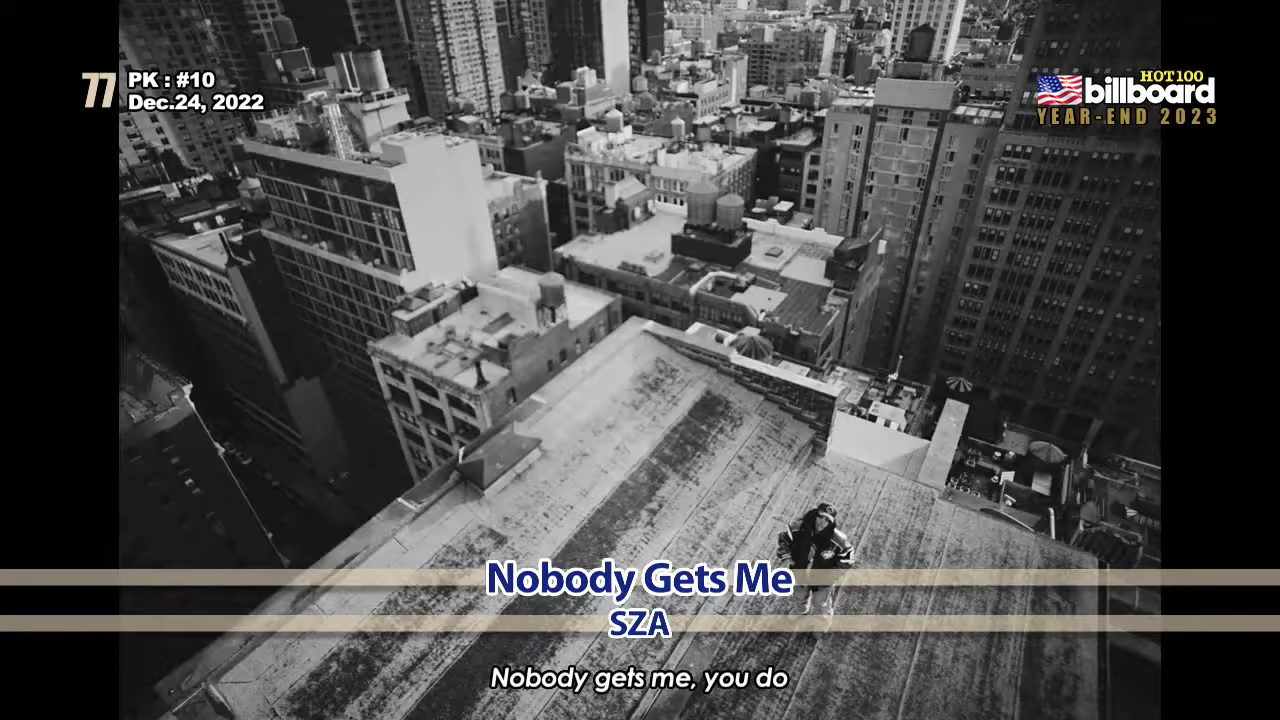 77
PK : #10
Dec.24, 2022
HOT100
billboard
YEAR-END 2023
Nobody Gets Me
SZA
Nobody gets me, you do